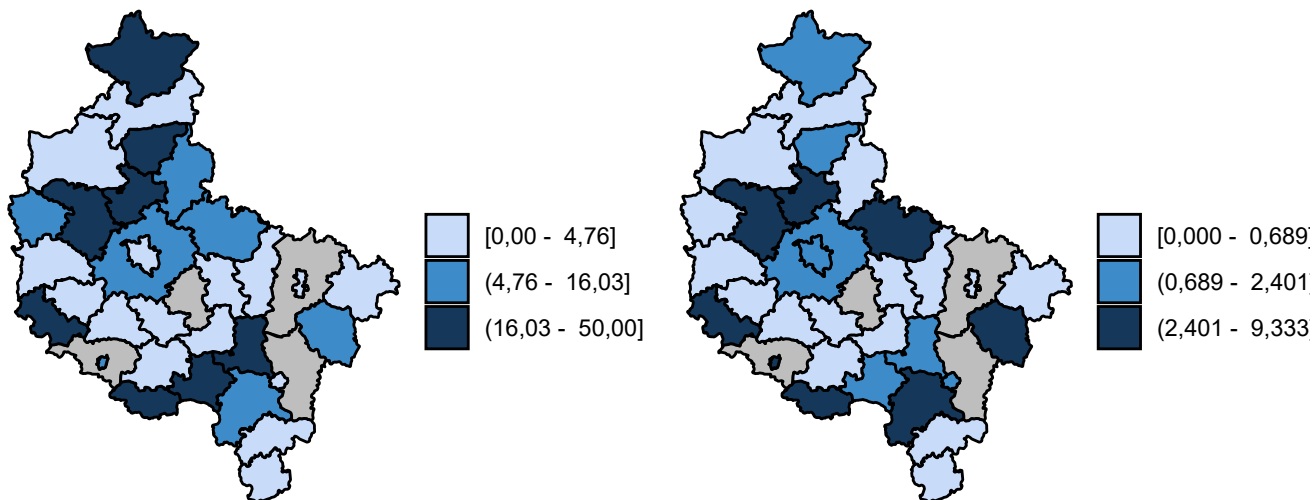 [0,00 - 4,76]
(4,76 - 16,03]
(16,03 - 50,00]
[0,000 - 0,689]
(0,689 - 2,401]
(2,401 - 9,333]